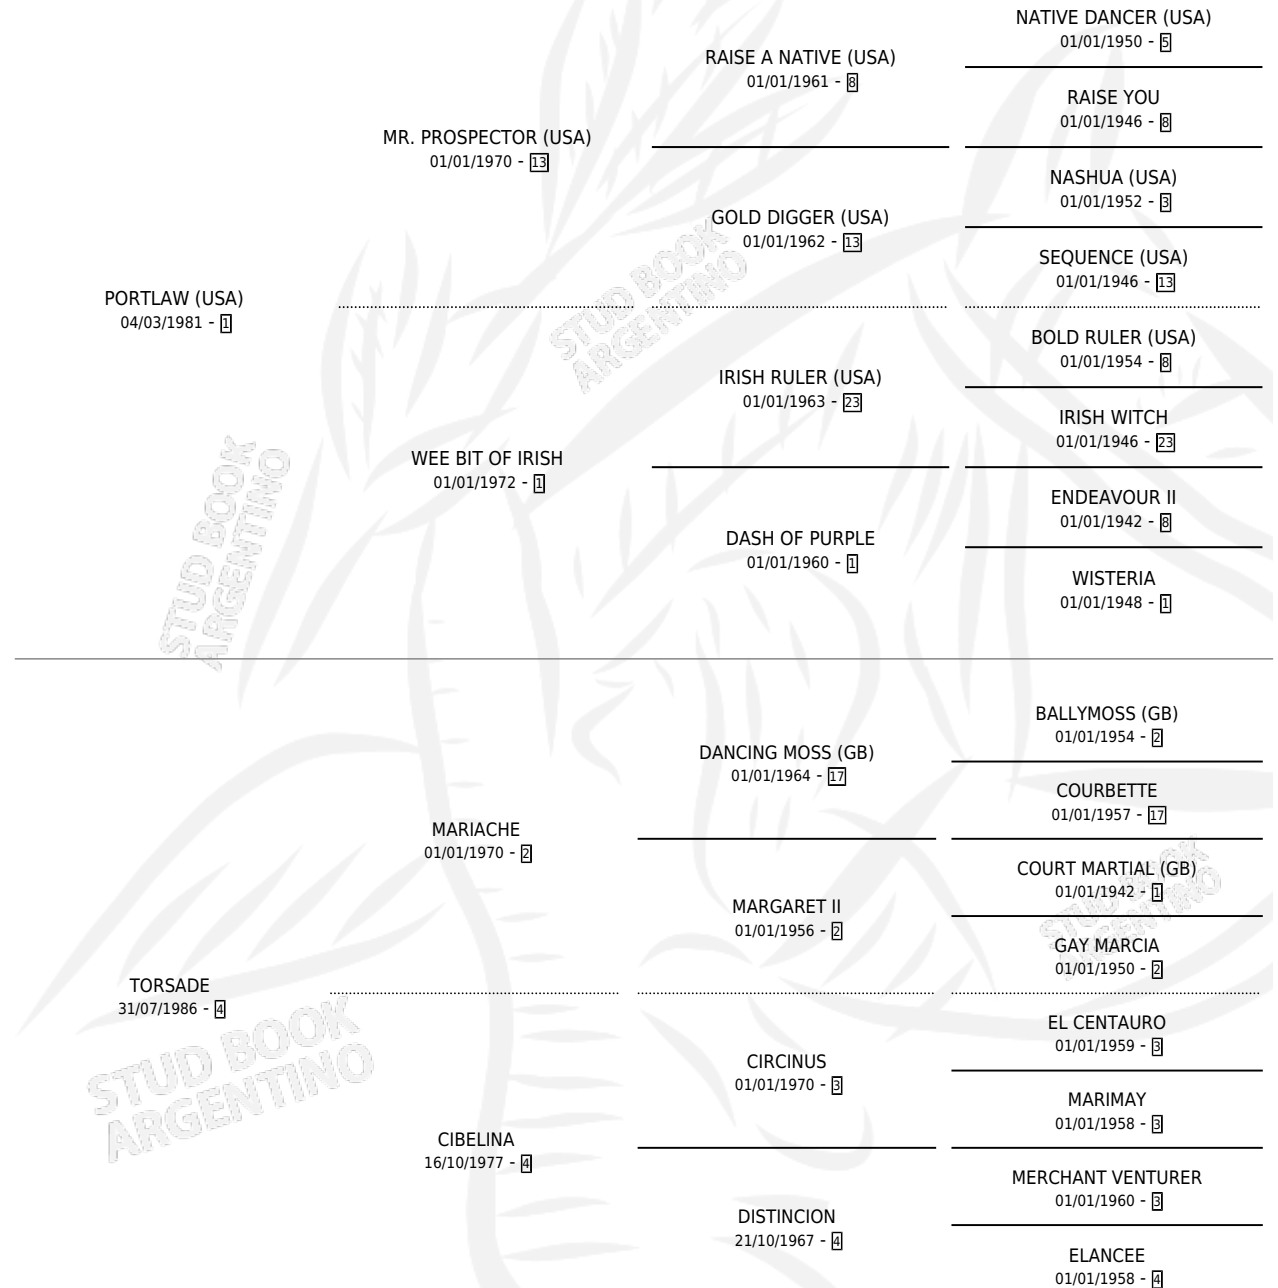 NATIVE DANCER (USA)
01/01/1950 - 5
RAISE A NATIVE (USA)
01/01/1961 - 8
RAISE YOU
01/01/1946 - 8
MR. PROSPECTOR (USA)
01/01/1970 - 13
NASHUA (USA)
01/01/1952 - 3
GOLD DIGGER (USA)
01/01/1962 - 13
SEQUENCE (USA)
01/01/1946 - 13
PORTLAW (USA)
04/03/1981 - 1
BOLD RULER (USA)
01/01/1954 - 8
IRISH RULER (USA)
01/01/1963 - 23
IRISH WITCH
01/01/1946 - 23
WEE BIT OF IRISH
01/01/1972 - 1
ENDEAVOUR II
01/01/1942 - 8
DASH OF PURPLE
01/01/1960 - 1
WISTERIA
01/01/1948 - 1
STUD BOOK
ARGENTINO
STUD BOOK
ARGENTINO
BALLYMOSS (GB)
01/01/1954 - 2
DANCING MOSS (GB)
01/01/1964 - 17
COURBETTE
01/01/1957 - 17
MARIACHE
01/01/1970 - 2
COURT MARTIAL (GB)
01/01/1942 - 1
MARGARET II
01/01/1956 - 2
GAY MARCIA
01/01/1950 - 2
TORSADE
31/07/1986 - 4
EL CENTAURO
01/01/1959 - 3
CIRCINUS
01/01/1970 - 3
MARIMAY
01/01/1958 - 3
CIBELINA
16/10/1977 - 4
MERCHANT VENTURER
01/01/1960 - 3
DISTINCION
21/10/1967 - 4
ELANCEE
01/01/1958 - 4
STUD BOOK
ARGENTINO
STUD BOOK
ARGENTINO